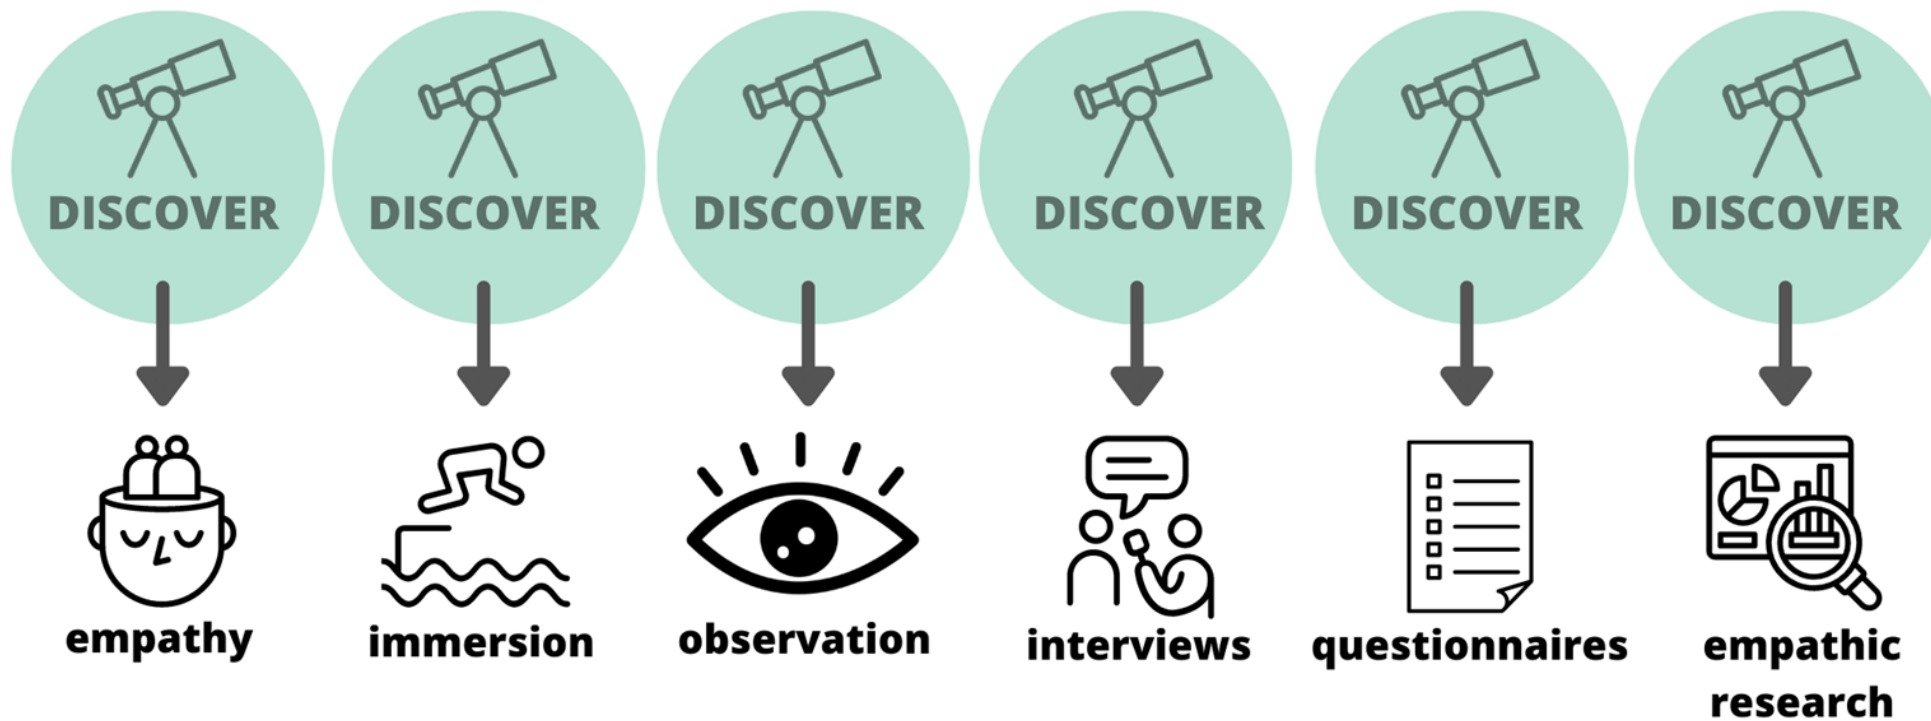 DISCOVER
DISCOVER
DISCOVER
DISCOVER
DISCOVER
DISCOVER
empathy
immersion
observation
interviews
questionnaires
empathic
research